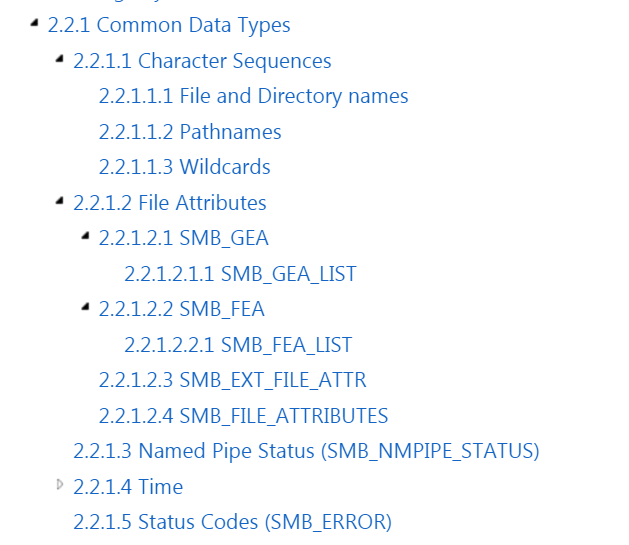 2.2.1 Common Data Types
2.2.1.1 Character Sequences
2.2.1.1.1 File and Directory names
2.2.1.1.2 Pathnames
2.2.1.1.3 Wildcards
2.2.1.2 File Attributes
2.2.1.2.1 SMB_GEA
2.2.1.2.1.1 SMB_GEA_LIST
2.2.1.2.2 SMB_FEA
2.2.1.2.2.1 SMB_FEA_LIST
2.2.1.2.3 SMB_EXT_FILE_ATTR
2.2.1.2.4 SMB_FILE_ATTRIBUTES
2.2.1.3 Named Pipe Status (SMB_NMPIPE_STATUS)
2.2.1.4 Time
2.2.1.5 Status Codes (SMB_ERROR)